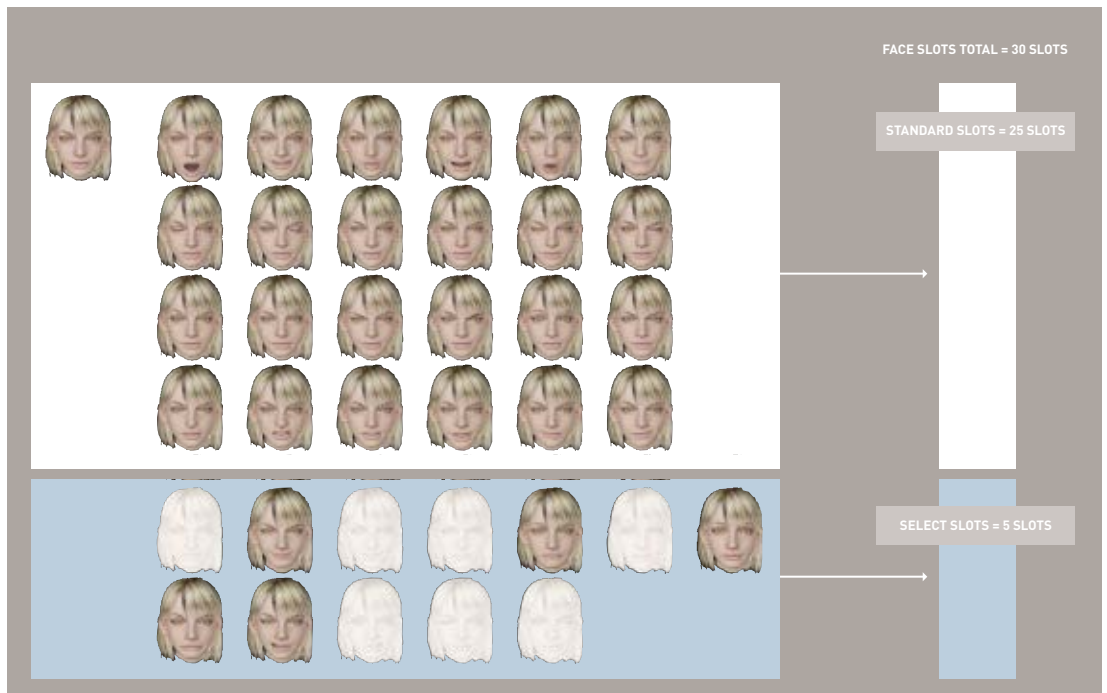 FACE SLOTS TOTAL = 30 SLOTS
STANDARD SLOTS = 25 SLOTS
SELECT SLOTS = 5 SLOTS